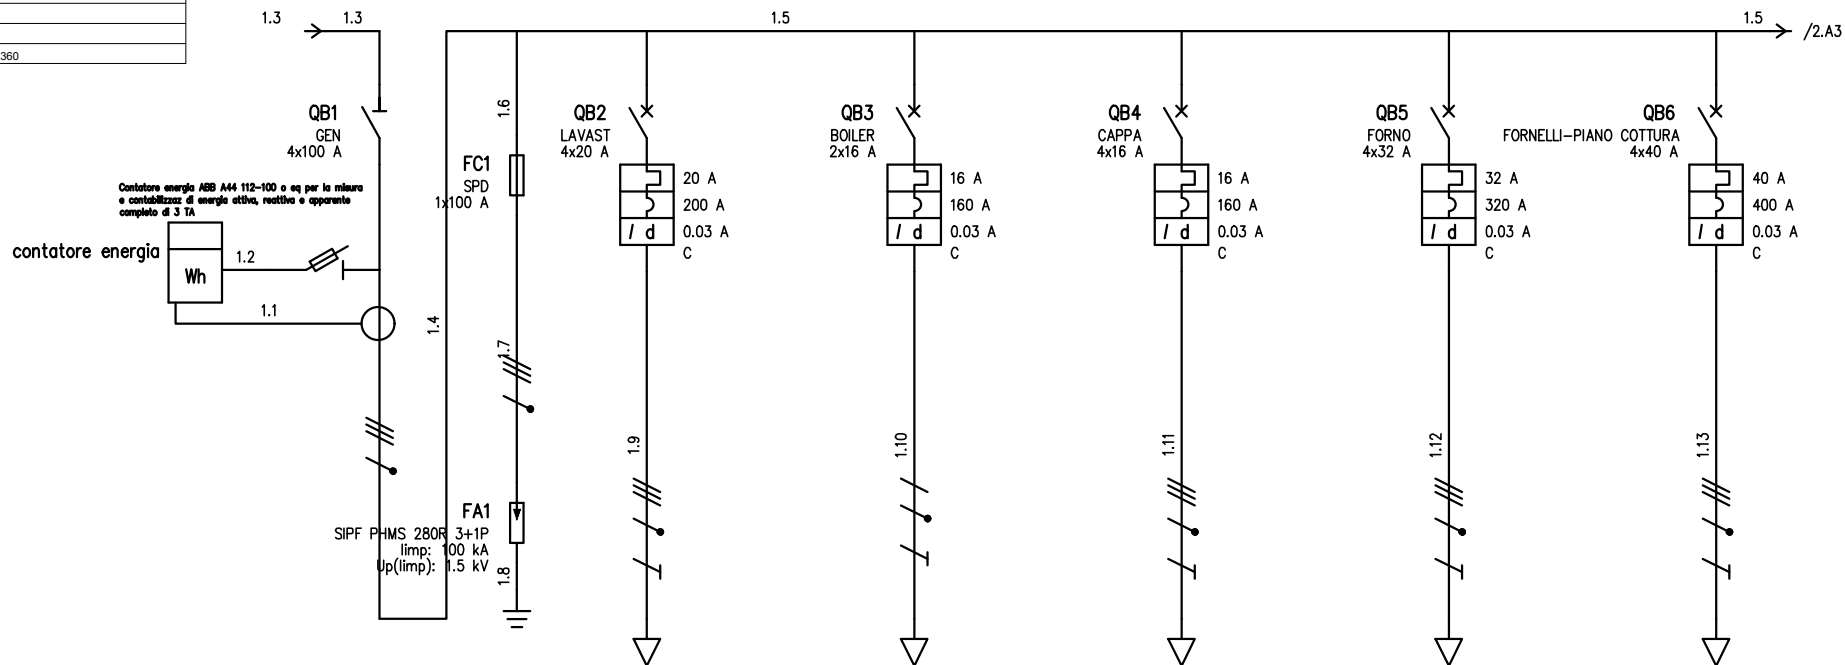 360
1.3
1.3
1.5
1.5
/2.A3
QB1
GEN
4x100 A
1.6
FC1
SPD
1x100 A
QB2
LAVAST
4x20 A
20 A
200 A
I d
0.03 A
C
QB3
BOILER
2x16 A
16 A
160 A
I d
0.03 A
C
QB4
CAPPA
4x16 A
16 A
160 A
I d
0.03 A
C
QB5
FORNO
4x32 A
32 A
320 A
I d
0.03 A
C
QB6
FORNELLI-PIANO COTTURA
4x40 A
40 A
400 A
I d
0.03 A
C
Contatore energia ABB A44 112-100 o eq per la misura
e contabilizzaz di energia attiva, reattiva e apparente
completo di 3 TA
contatore energia
Wh
1.2
1.1
1.4
1.7
1.9
1.10
1.11
1.12
1.13
FA1
SIPF PHMS 280R 3+1P
Iimp: 100 kA
Up(Iimp): 1.5 kV
1.8